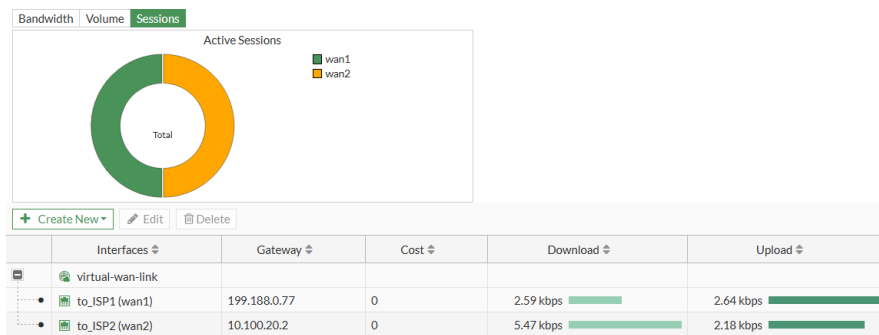 Bandwidth Volume Sessions
Active Sessions
wan1
wan2
Total
Create New Edit Delete
Interfaces Gateway Cost Download Upload
virtual-wan-link
to_ISP1 (wan1) 199.188.0.77 0 2.59 kbps 2.64 kbps
to_ISP2 (wan2) 10.100.20.2 0 5.47 kbps 2.18 kbps